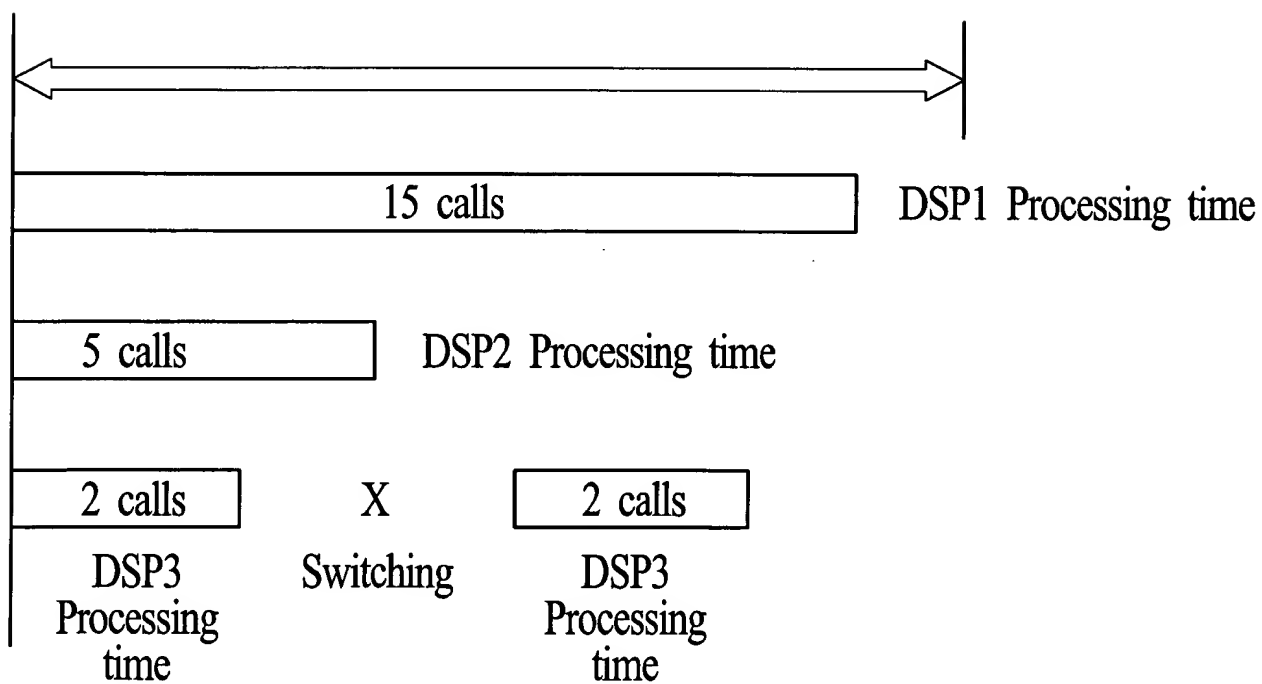 15 calls
DSP1 Processing time
5 calls
DSP2 Processing time
2 calls
X
2 calls
DSP3
Processing
time
Switching
DSP3
Processing
time